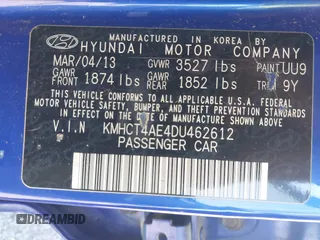 MANUFACTURED IN KOREA BY
HYUNDAI MOTOR COMPANY
MAR/04/13 GVWR 3527 lbs PAINT UU9
GAWR FRONT 1874 lbs GAWR REAR 1852 lbs TRIM 9Y
THIS VEHICLE CONFORMS TO ALL APPLICABLE
FEDERAL MOTOR VEHICLE
SAFETY, BUMPER, AND THEFT PREVENTION
STANDARDS IN EFFECT ON THE DATE OF
MANUFACTURE SHOWN ABOVE.
V.I.N KMHCT4AE4DU462612
PASSENGER CAR
DREAMBID